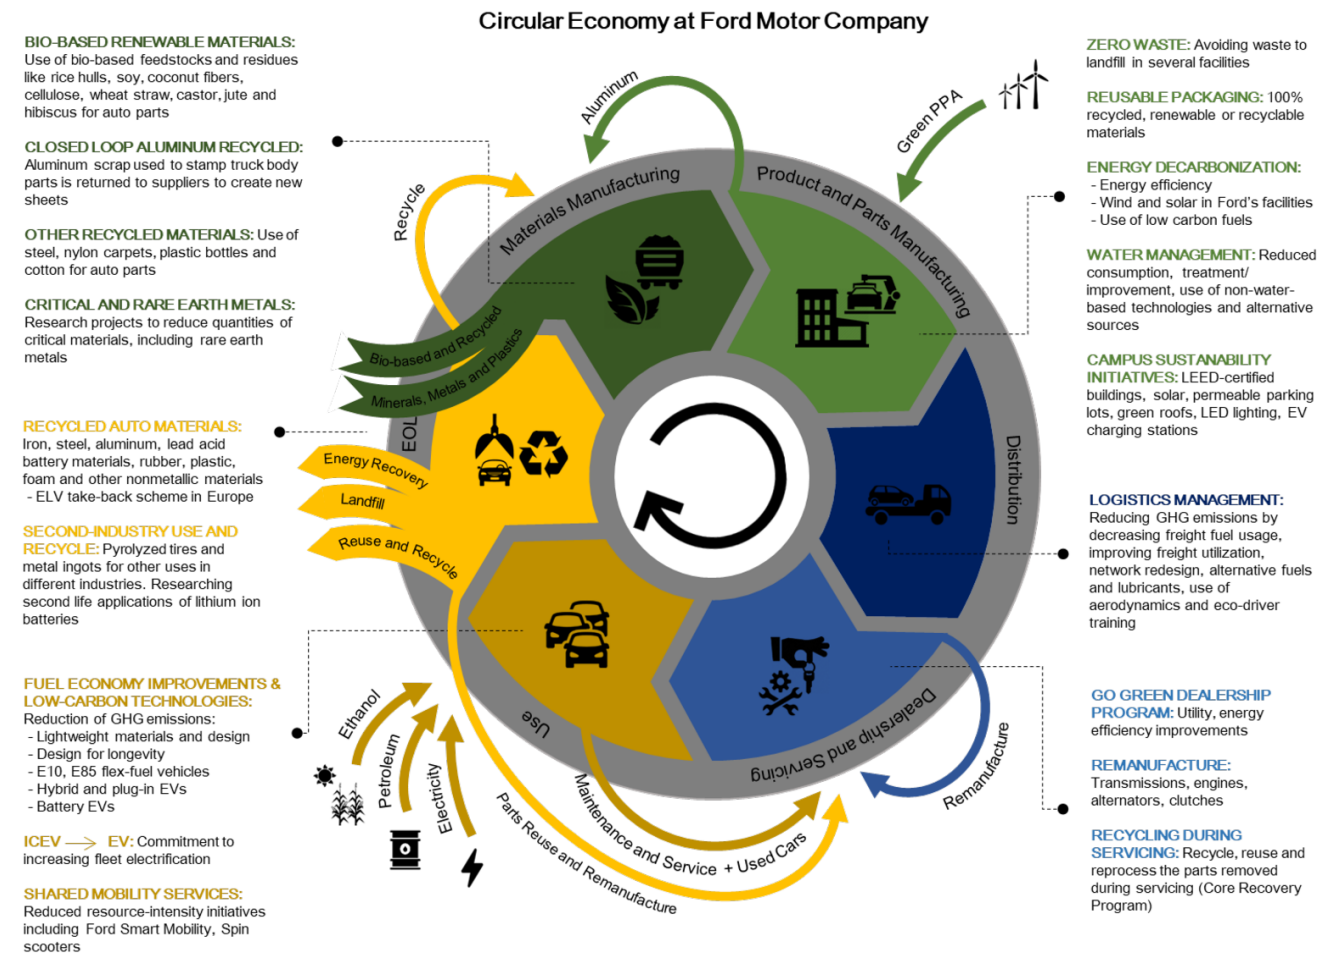 Circular Economy at Ford Motor Company
BIO-BASED RENEWABLE MATERIALS:
Use of bio-based feedstocks and residues
like rice hulls, soy, coconut fibers,
cellulose, wheat straw, castor, jute and
hibiscus for auto parts
CLOSED LOOP ALUMINUM RECYCLED:
Aluminum scrap used to stamp truck body
parts is returned to suppliers to create new
sheets
OTHER RECYCLED MATERIALS: Use of
steel, nylon carpets, plastic bottles and
cotton for auto parts
CRITICAL AND RARE EARTH METALS:
Research projects to reduce quantities of
critical materials, including rare earth
metals
RECYCLED AUTO MATERIALS:
Iron, steel, aluminum, lead acid
battery materials, rubber, plastic,
foam and other nonmetallic materials
- ELV take-back scheme in Europe
SECOND-INDUSTRY USE AND
RECYCLE: Pyrolyzed tires and
metal ingots for other uses in
different industries. Researching
second life applications of lithium ion
batteries
FUEL ECONOMY IMPROVEMENTS &
LOW-CARBON TECHNOLOGIES:
Reduction of GHG emissions:
- Lightweight materials and design
- Design for longevity
- E10, E85 flex-fuel vehicles
- Hybrid and plug-in EVs
- Battery EVs
ICEV → EV: Commitment to
increasing fleet electrification
SHARED MOBILITY SERVICES:
Reduced resource-intensity initiatives
including Ford Smart Mobility, Spin
scooters
Aluminum
Green PPA
Recycle
Materials Manufacturing
Product and Parts Manufacturing
Distribution
Dealership and Servicing
Use
EOL
Bio-based and Recycled
Minerals, Metals and Plastics
Energy Recovery
Landfill
Reuse and Recycle
Ethanol
Petroleum
Electricity
Parts Reuse and Remanufacture
Maintenance and Service + Used Cars
Remanufacture
ZERO WASTE: Avoiding waste to
landfill in several facilities
REUSABLE PACKAGING: 100%
recycled, renewable or recyclable
materials
ENERGY DECARBONIZATION:
- Energy efficiency
- Wind and solar in Ford's facilities
- Use of low carbon fuels
WATER MANAGEMENT: Reduced
consumption, treatment/
improvement, use of non-water-
based technologies and alternative
sources
CAMPUS SUSTANABILITY
INITIATIVES: LEED-certified
buildings, solar, permeable parking
lots, green roofs, LED lighting, EV
charging stations
LOGISTICS MANAGEMENT:
Reducing GHG emissions by
decreasing freight fuel usage,
improving freight utilization,
network redesign, alternative fuels
and lubricants, use of
aerodynamics and eco-driver
training
GO GREEN DEALERSHIP
PROGRAM: Utility, energy
efficiency improvements
REMANUFACTURE:
Transmissions, engines,
alternators, clutches
RECYCLING DURING
SERVICING: Recycle, reuse and
reprocess the parts removed
during servicing (Core Recovery
Program)